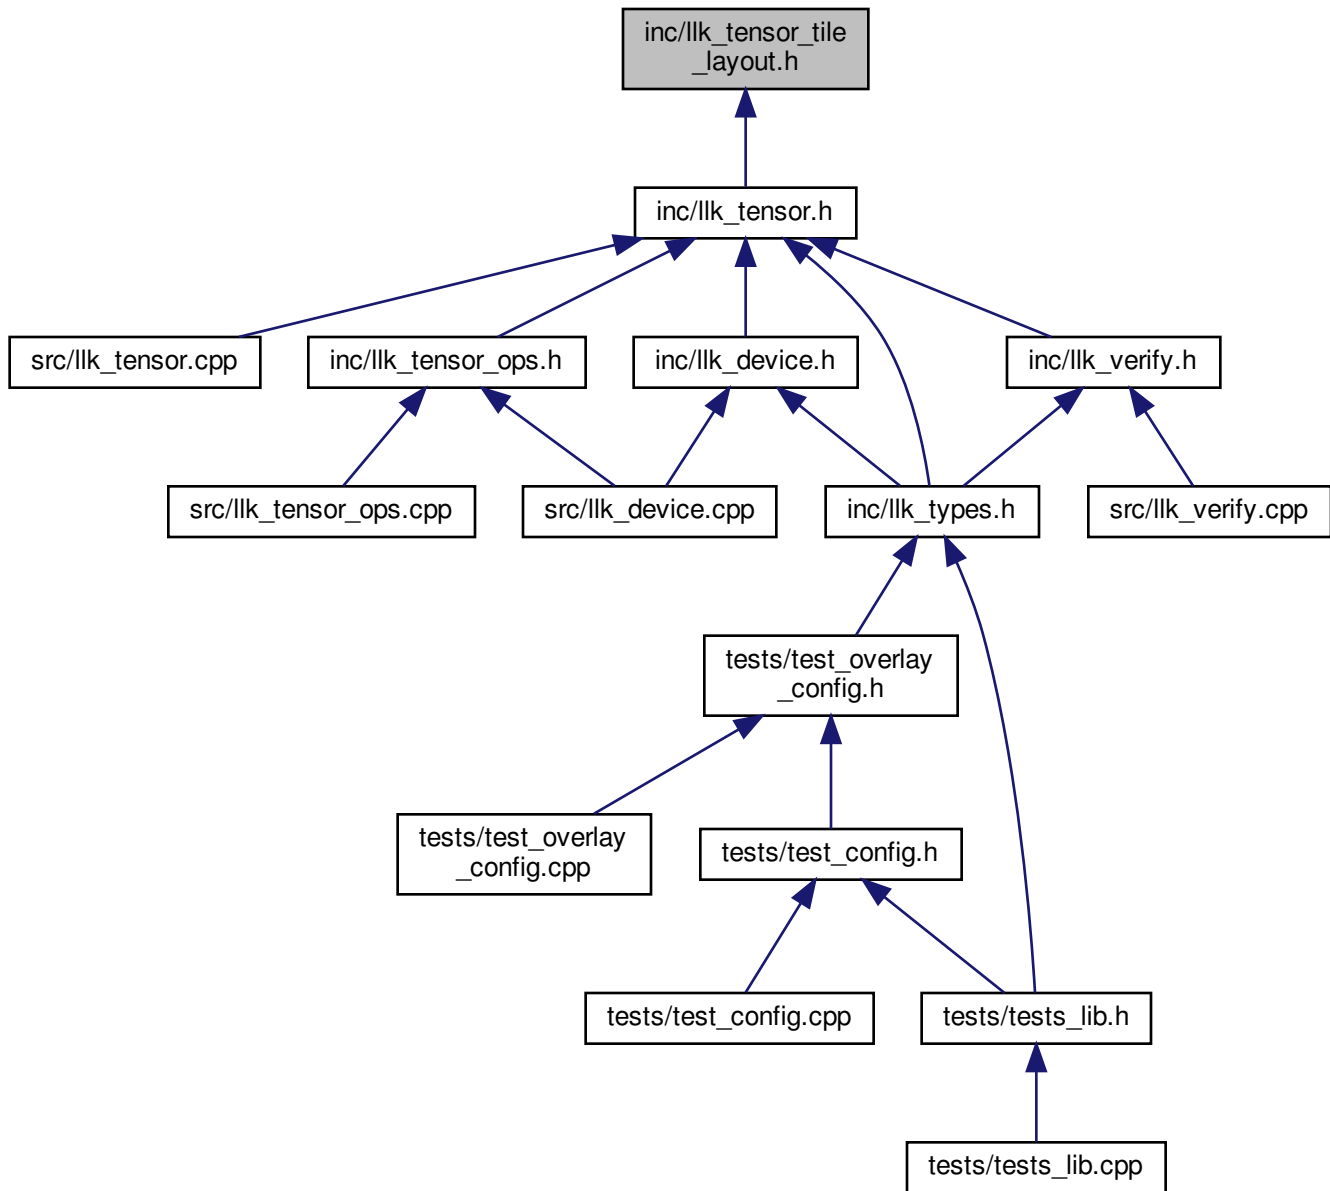 inc/llk_tensor_tile
_layout.h
inc/llk_tensor.h
src/llk_tensor.cpp
inc/llk_tensor_ops.h
inc/llk_device.h
inc/llk_verify.h
src/llk_tensor_ops.cpp
src/llk_device.cpp
inc/llk_types.h
src/llk_verify.cpp
tests/test_overlay
_config.h
tests/test_overlay
_config.cpp
tests/test_config.h
tests/test_config.cpp
tests/tests_lib.h
tests/tests_lib.cpp